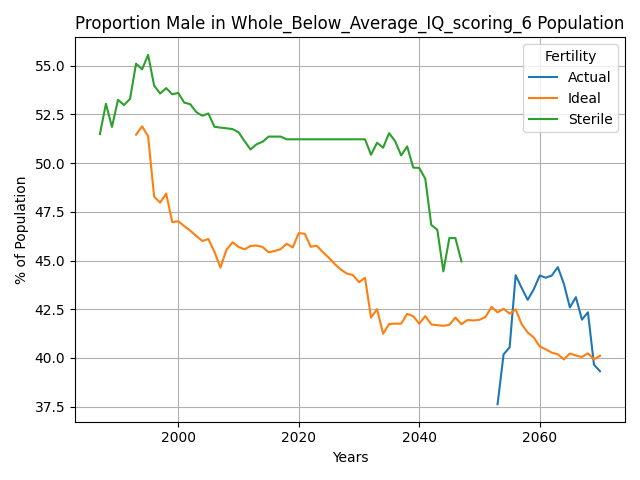 Proportion Male in Whole_Below_Average_IQ_scoring_6 Population
Fertility
Actual
Ideal
Sterile
% of Population
55.0
52.5
50.0
47.5
45.0
42.5
40.0
37.5
2000
2020
2040
2060
Years